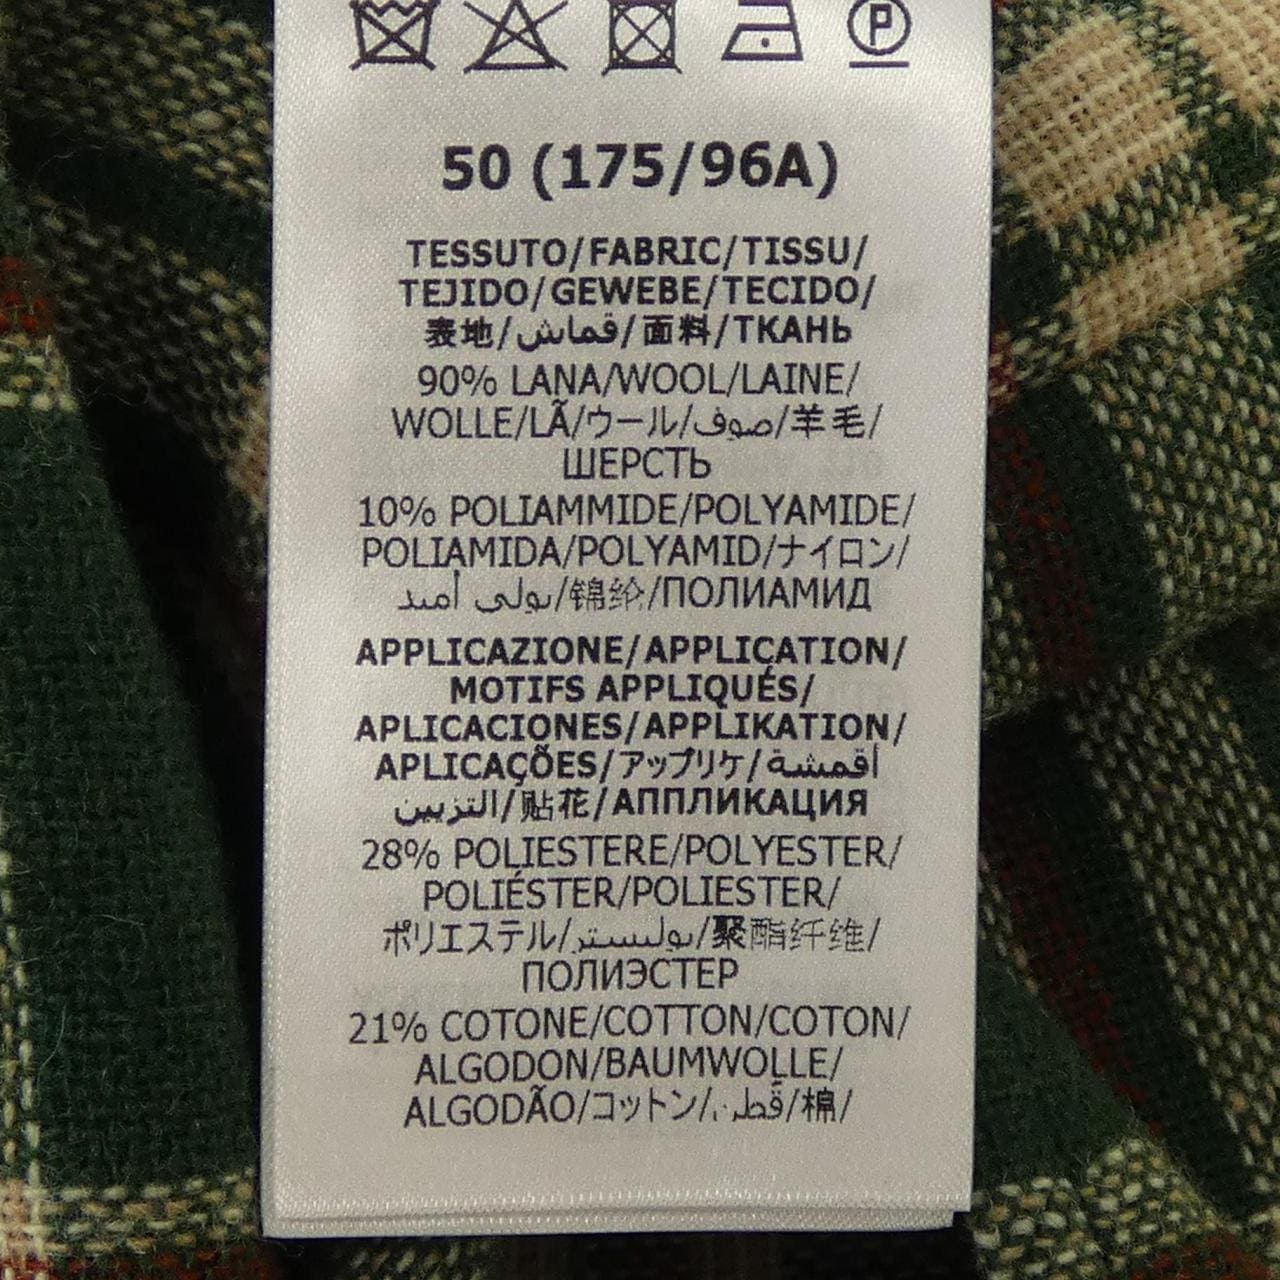 P
50 (175/96A)
TESSUTO/FABRIC/TISSU/
TEJIDO/GEWEBE/TECIDO/
表地/قماش/面料/ТКАНЬ
90% LANA/WOOL/LAINE/
WOLLE/LÃ/ウール/صوف/羊毛/
ШЕРСТЬ
10% POLIAMMIDE/POLYAMIDE/
POLIAMIDA/POLYAMID/ナイロン/
بولي أميد/锦纶/ПОЛИАМИД
APPLICAZIONE/APPLICATION/
MOTIFS APPLIQUÉS/
APLICACIONES/APPLIKATION/
APLICAÇÕES/アップリケ/أقمشة
التزيين/贴花/АППЛИКАЦИЯ
28% POLIESTERE/POLYESTER/
POLIÉSTER/POLIESTER/
ポリエステル/بوليستر/聚酯纤维/
ПОЛИЭСТЕР
21% COTONE/COTTON/COTON/
ALGODON/BAUMWOLLE/
ALGODÃO/コットン/قطن/棉/